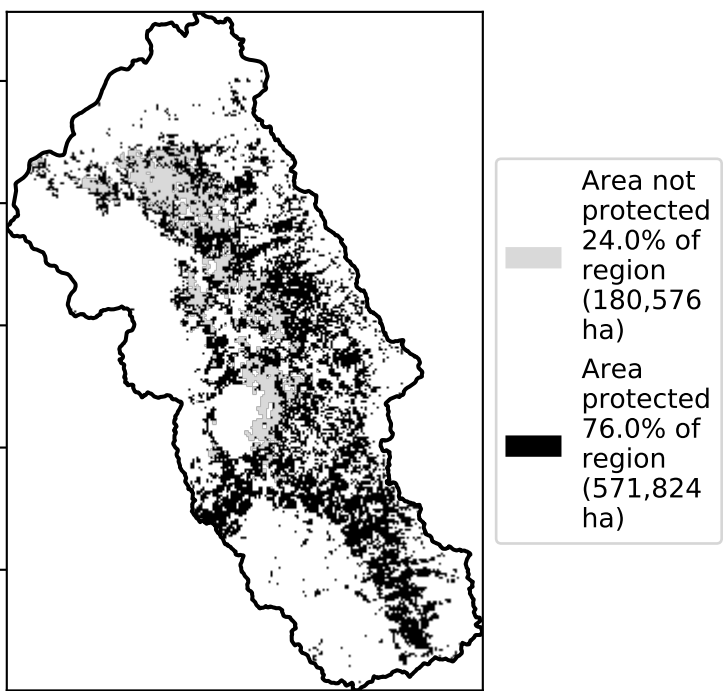 Area not
protected
24.0% of
region
(180,576
ha)
Area
protected
76.0% of
region
(571,824
ha)